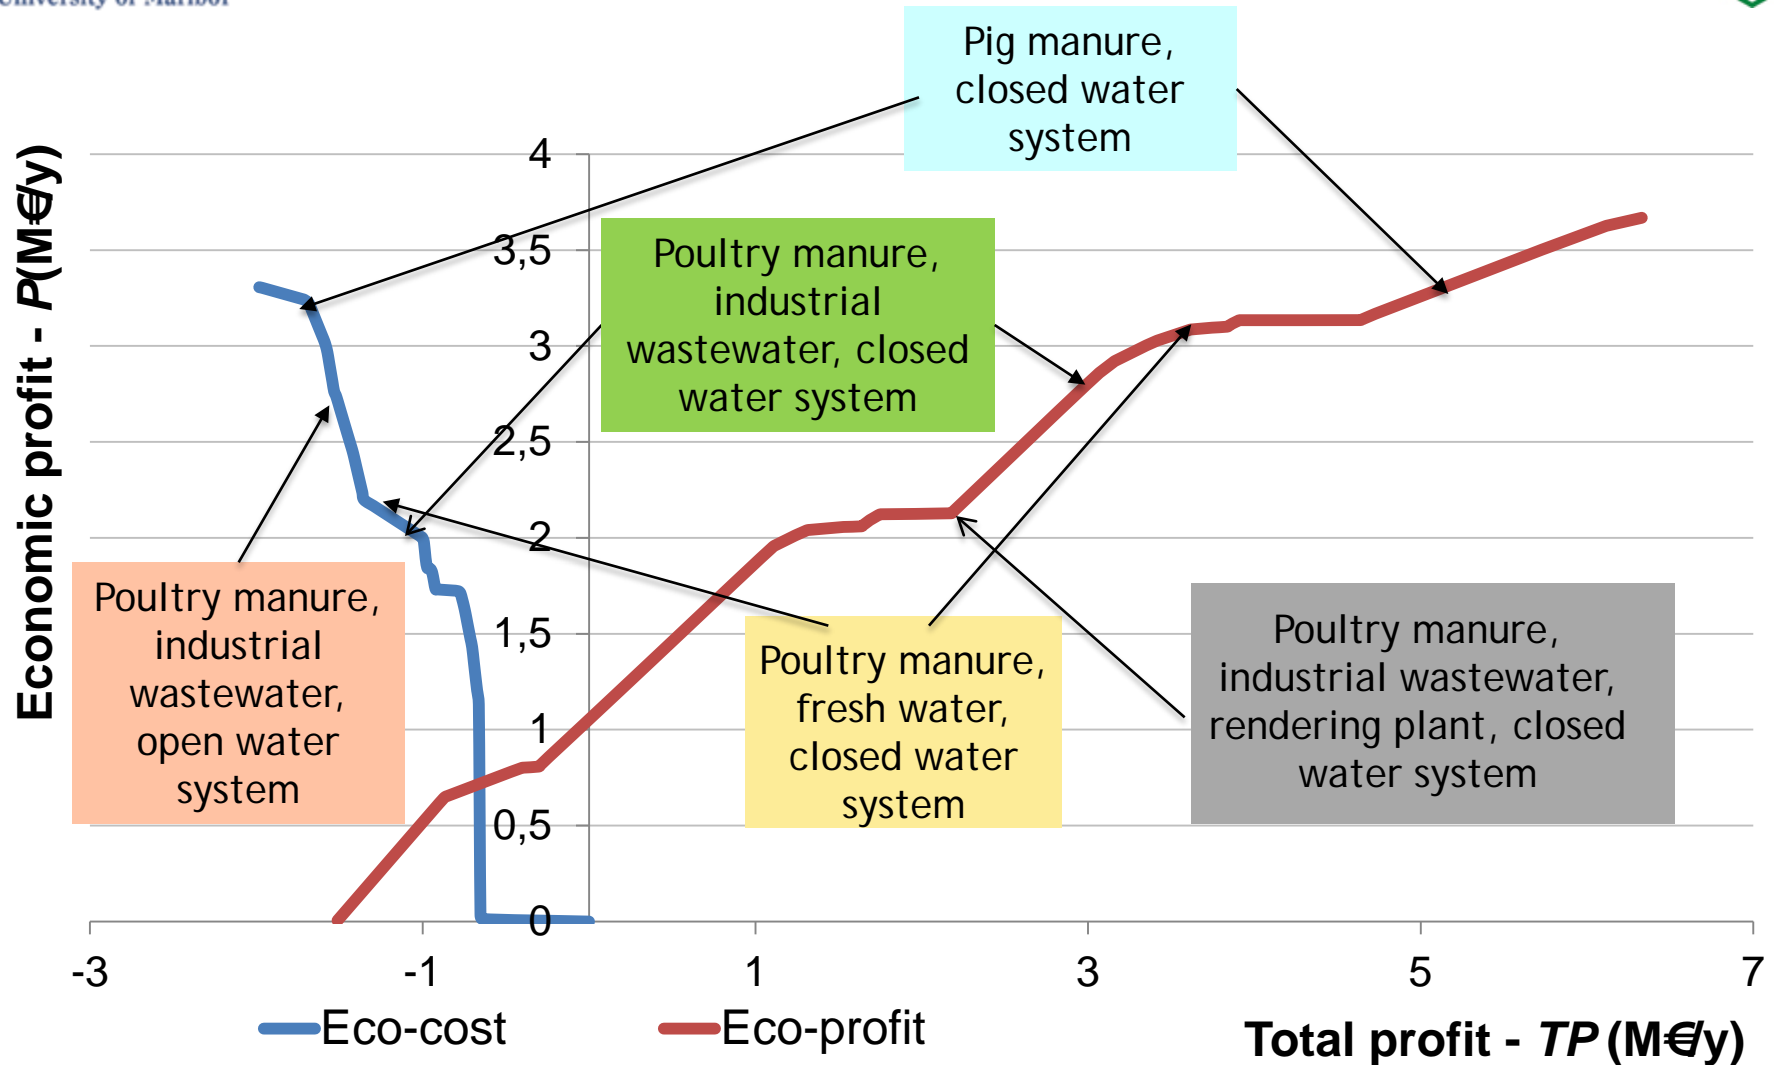 University of Maribor
Pig manure,
closed water
system
Economic profit - P(M€/y)
4
3,5
3
2,5
2
1,5
1
0,5
0
Poultry manure,
industrial
wastewater, closed
water system
Poultry manure,
industrial
wastewater,
open water
system
Poultry manure,
fresh water,
closed water
system
Poultry manure,
industrial wastewater,
rendering plant, closed
water system
-3
-1
1
3
5
7
Eco-cost
Eco-profit
Total profit - TP (M€/y)